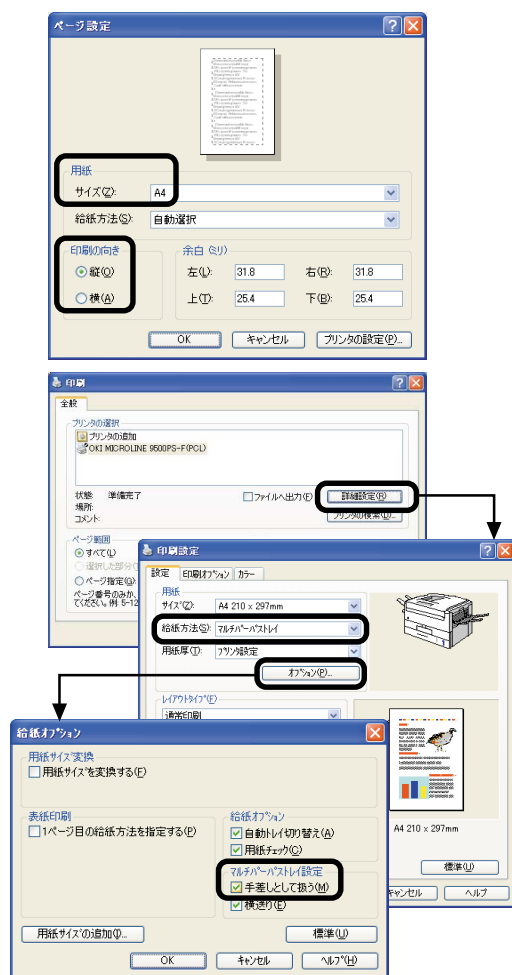 ページ設定
用紙
サイズ(Z): A4
給紙方法(S): 自動選択
印刷の向き
縦(O)
横(A)
余白 (ミリ)
左(L): 31.8 右(R): 31.8
上(T): 25.4 下(B): 25.4
OK キャンセル プリンタの設定(P)...
印刷
全般
プリンタの選択
プリンタの追加
OKI MICROLINE 9500PS-F(PCL)
状態: 準備完了
場所:
コメント:
ファイルへ出力(F)
詳細設定(R)
プリンタの検索(D)...
ページ範囲
すべて(L)
選択した部分(T)
ページ指定(G):
ページ番号のみか、
てください。例: 5-12
印刷設定
設定 印刷オプション カラー
用紙
サイズ(Z): A4 210 x 297mm
給紙方法(S): マルチパーパストレイ
用紙厚(T): プリンタ設定
オプション(P)...
レイアウトタイプ(E)
通常印刷
A4 210 x 297mm
標準(U)
キャンセル ヘルプ
給紙オプション
用紙サイズ変換
用紙サイズを変換する(F)
表紙印刷
1ページ目の給紙方法を指定する(P)
給紙オプション
自動トレイ切り替え(A)
用紙チェック(C)
マルチパーパストレイ設定
手差しとして扱う(M)
横送り(E)
用紙サイズの追加(I)...
標準(U)
OK キャンセル ヘルプ(H)